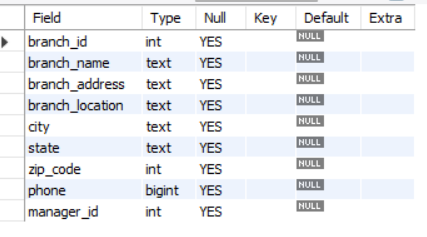 Field Type Null Key Default Extra
branch_id int YES NULL
branch_name text YES NULL
branch_address text YES NULL
branch_location text YES NULL
city text YES NULL
state text YES NULL
zip_code int YES NULL
phone bigint YES NULL
manager_id int YES NULL